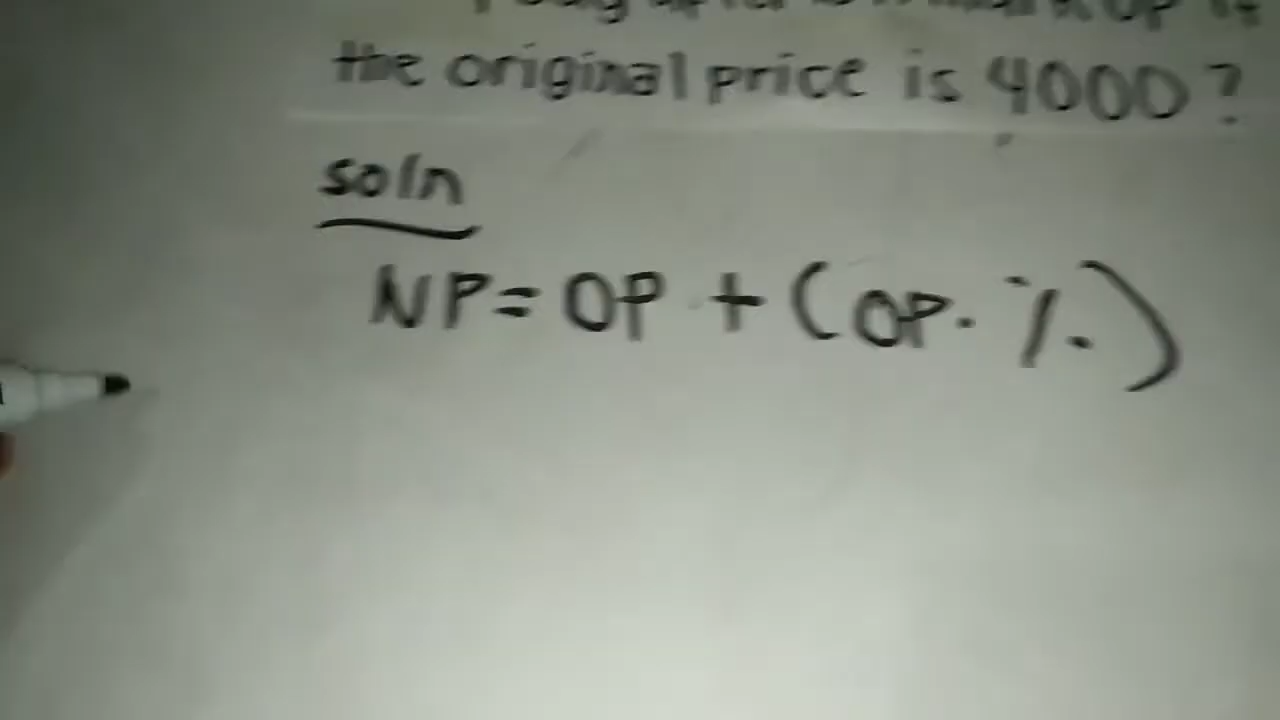 the original price is 4000?
soln
NP = OP + (OP. %)